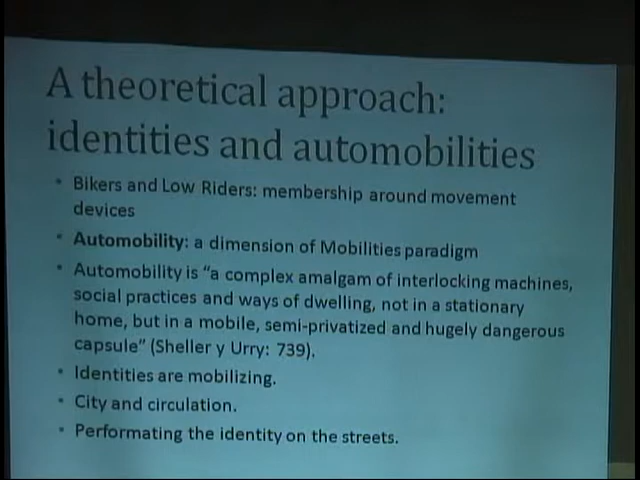 A theoretical approach:
identities and automobilities
• Bikers and Low Riders: membership around movement
devices
• Automobility: a dimension of Mobilities paradigm
• Automobility is “a complex amalgam of interlocking machines,
social practices and ways of dwelling, not in a stationary
home, but in a mobile, semi-privatized and hugely dangerous
capsule” (Sheller y Urry: 739).
• Identities are mobilizing.
• City and circulation.
• Performating the identity on the streets.